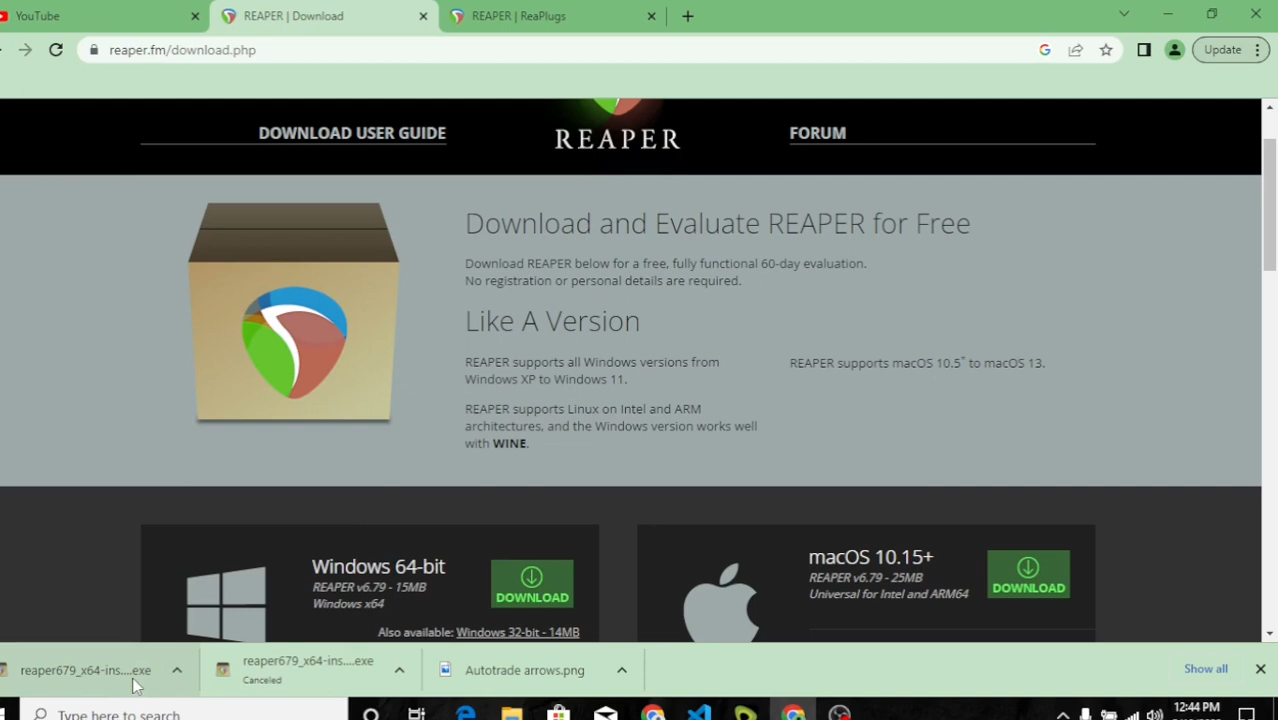 YouTube
REAPER | Download
REAPER | ReaPlugs
reaper.fm/download.php
Update
DOWNLOAD USER GUIDE
REAPER
FORUM
Download and Evaluate REAPER for Free
Download REAPER below for a free, fully functional 60-day evaluation.
No registration or personal details are required.
Like A Version
REAPER supports all Windows versions from
Windows XP to Windows 11.
REAPER supports Linux on Intel and ARM
architectures, and the Windows version works well
with WINE.
REAPER supports macOS 10.5* to macOS 13.
Windows 64-bit
REAPER v6.79 - 15MB
Windows x64
DOWNLOAD
Also available: Windows 32-bit - 14MB
macOS 10.15+
REAPER v6.79 - 25MB
Universal for Intel and ARM64
DOWNLOAD
reaper679_x64-ins....exe
reaper679_x64-ins....exe
Canceled
Autotrade arrows.png
Show all
Type here to search
12:44 PM